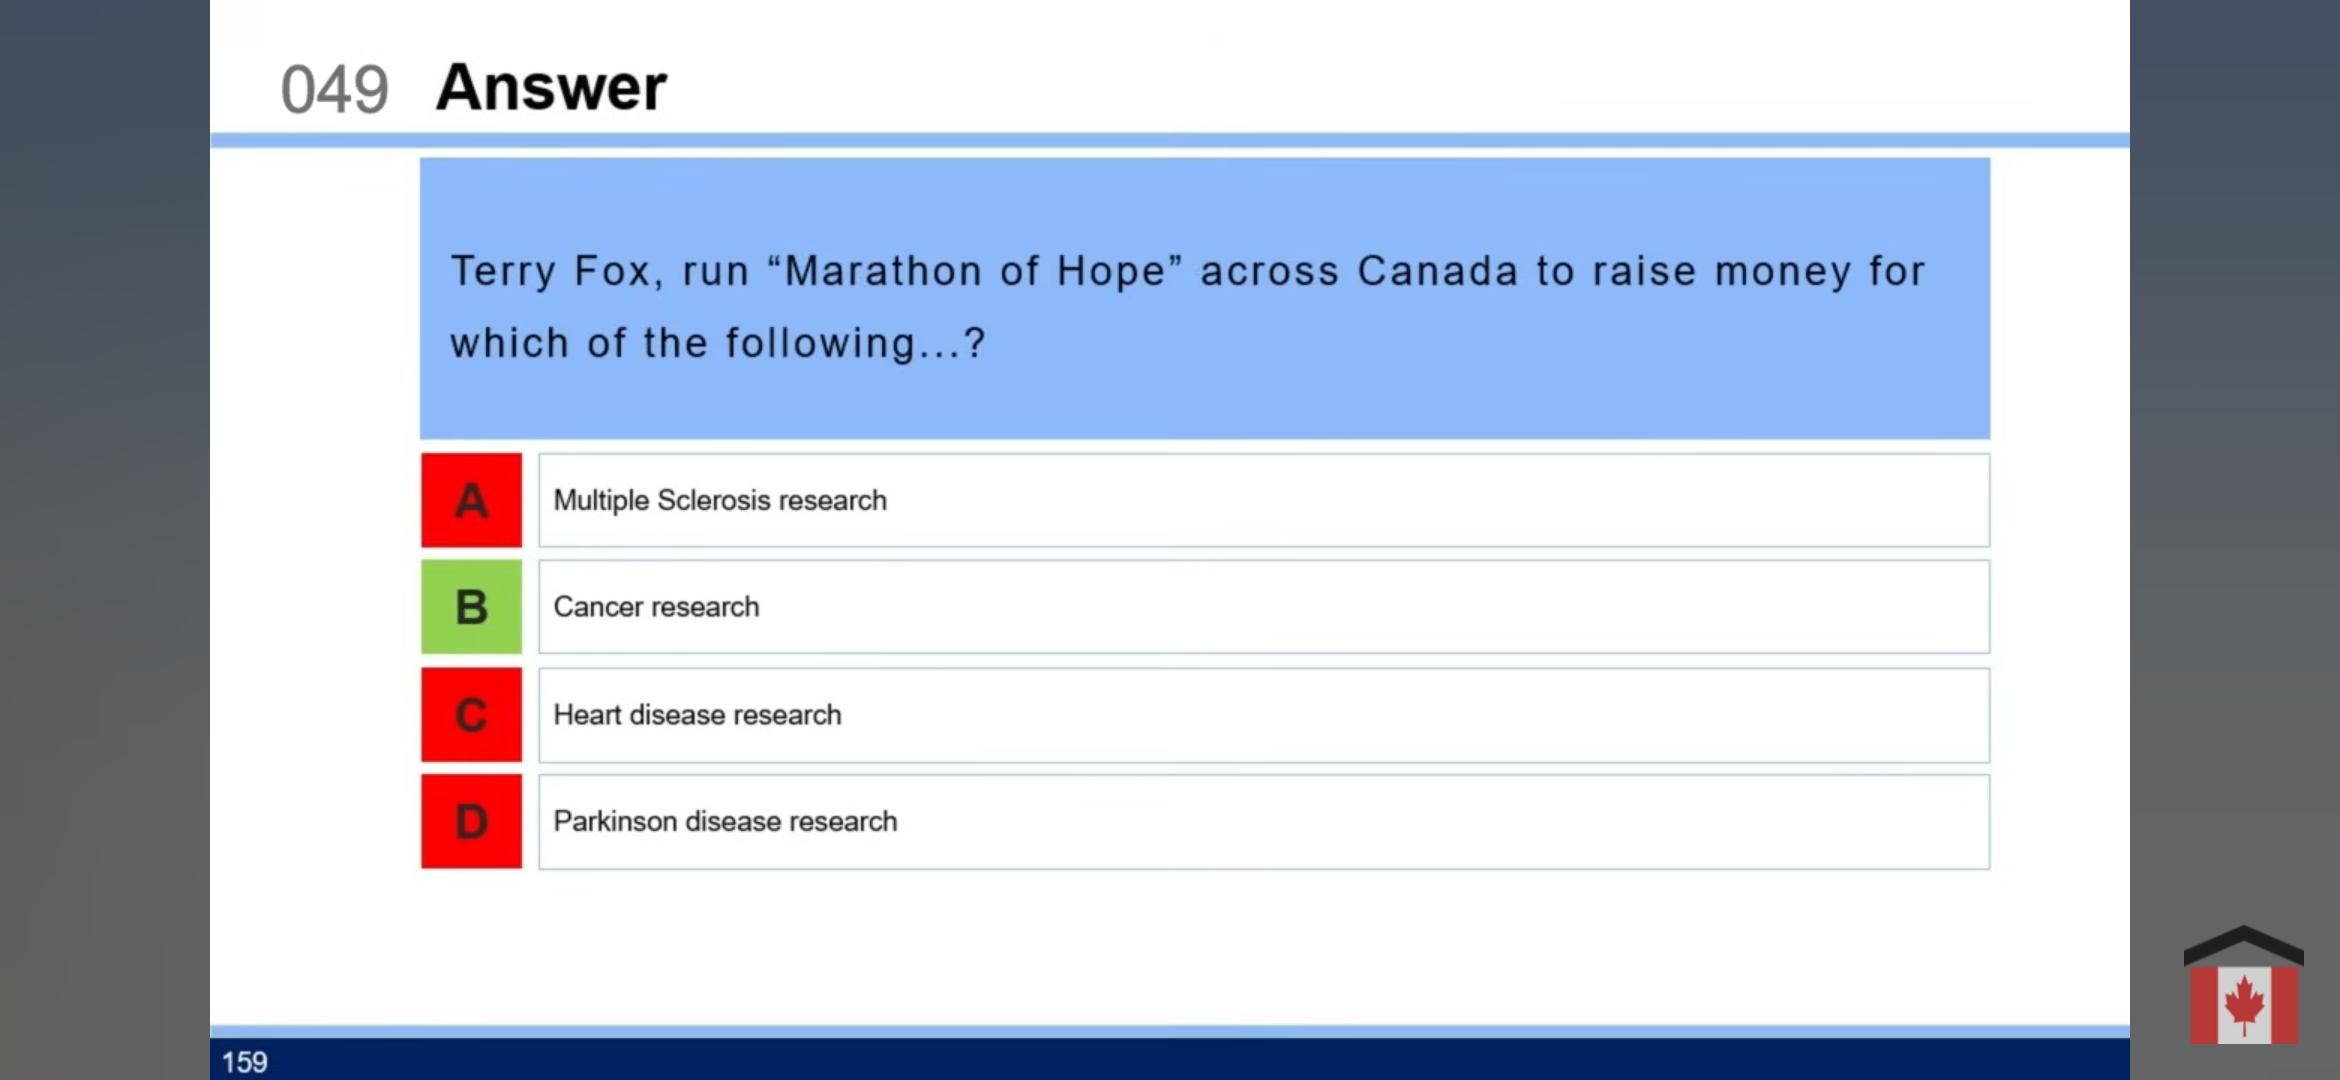 049 Answer
Terry Fox, run “Marathon of Hope” across Canada to raise money for
which of the following...?
A Multiple Sclerosis research
B Cancer research
C Heart disease research
D Parkinson disease research
159